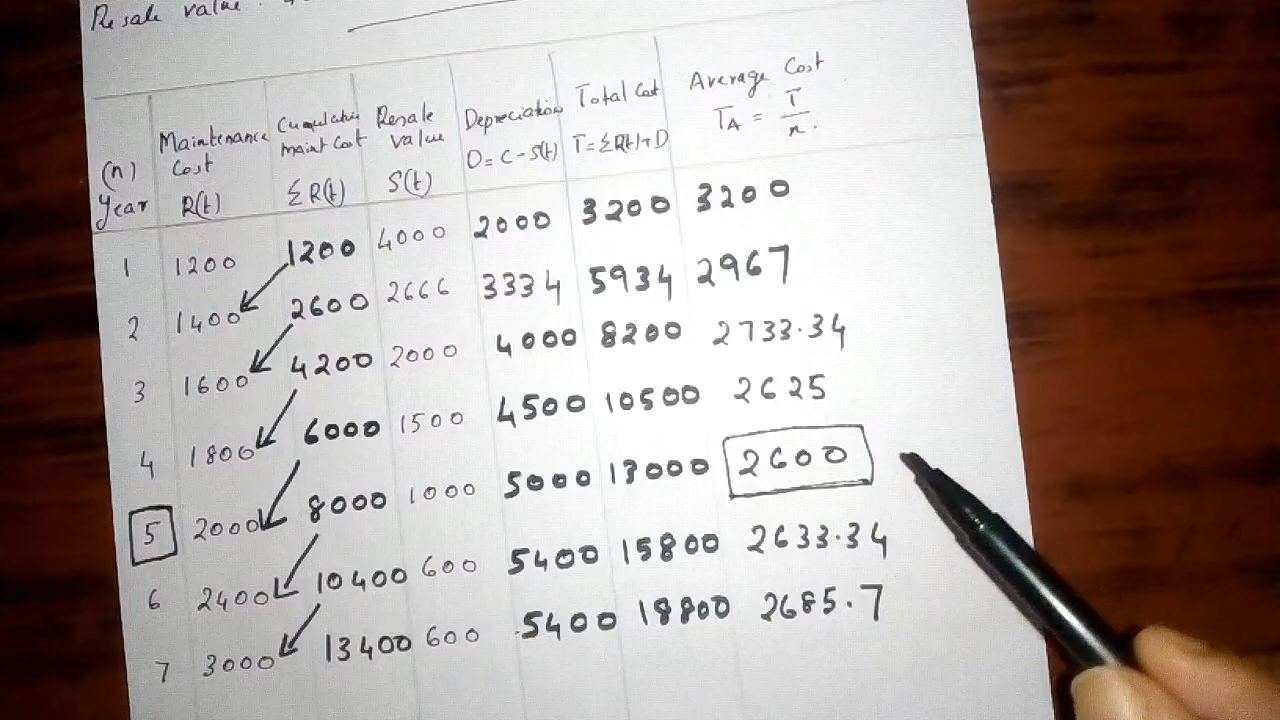 Resale value
(n) Year
Maintenance Cost R(t)
Cumulative maint Cost ΣR(t)
Resale value S(t)
Depreciation D = C - S(t)
Total Cost T = ΣR(t)+D
Average Cost TA = T/n.
1 1200 1200 4000 2000 3200 3200
2 1400 2600 2666 3334 5934 2967
3 1600 4200 2000 4000 8200 2733.34
4 1800 6000 1500 4500 10500 2625
5 2000 8000 1000 5000 13000 2600
6 2400 10400 600 5400 15800 2633.34
7 3000 13400 600 5400 18800 2685.7